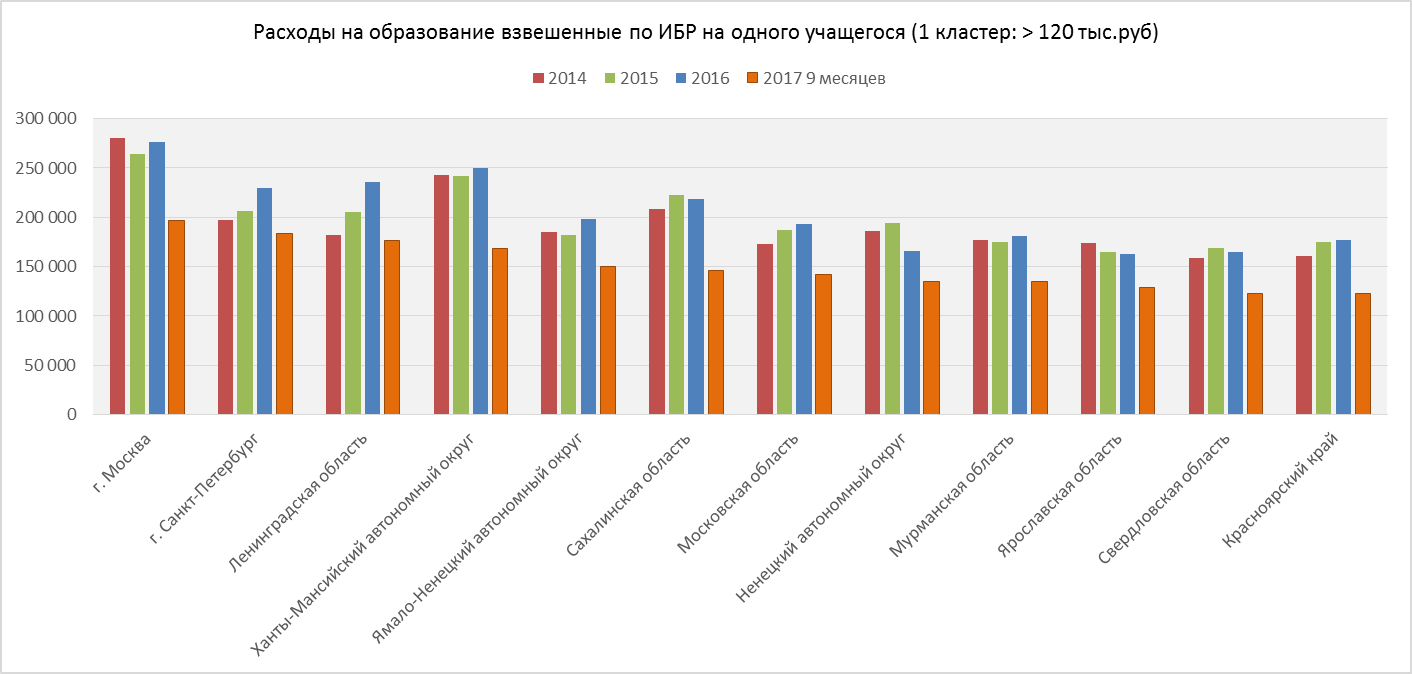 Расходы на образование взвешенные по ИБР на одного учащегося (1 кластер: > 120 тыс.руб)
2014 2015 2016 2017 9 месяцев
300 000
250 000
200 000
150 000
100 000
50 000
0
г. Москва
г. Санкт-Петербург
Ленинградская область
Ханты-Мансийский автономный округ
Ямало-Ненецкий автономный округ
Сахалинская область
Московская область
Ненецкий автономный округ
Мурманская область
Ярославская область
Свердловская область
Красноярский край